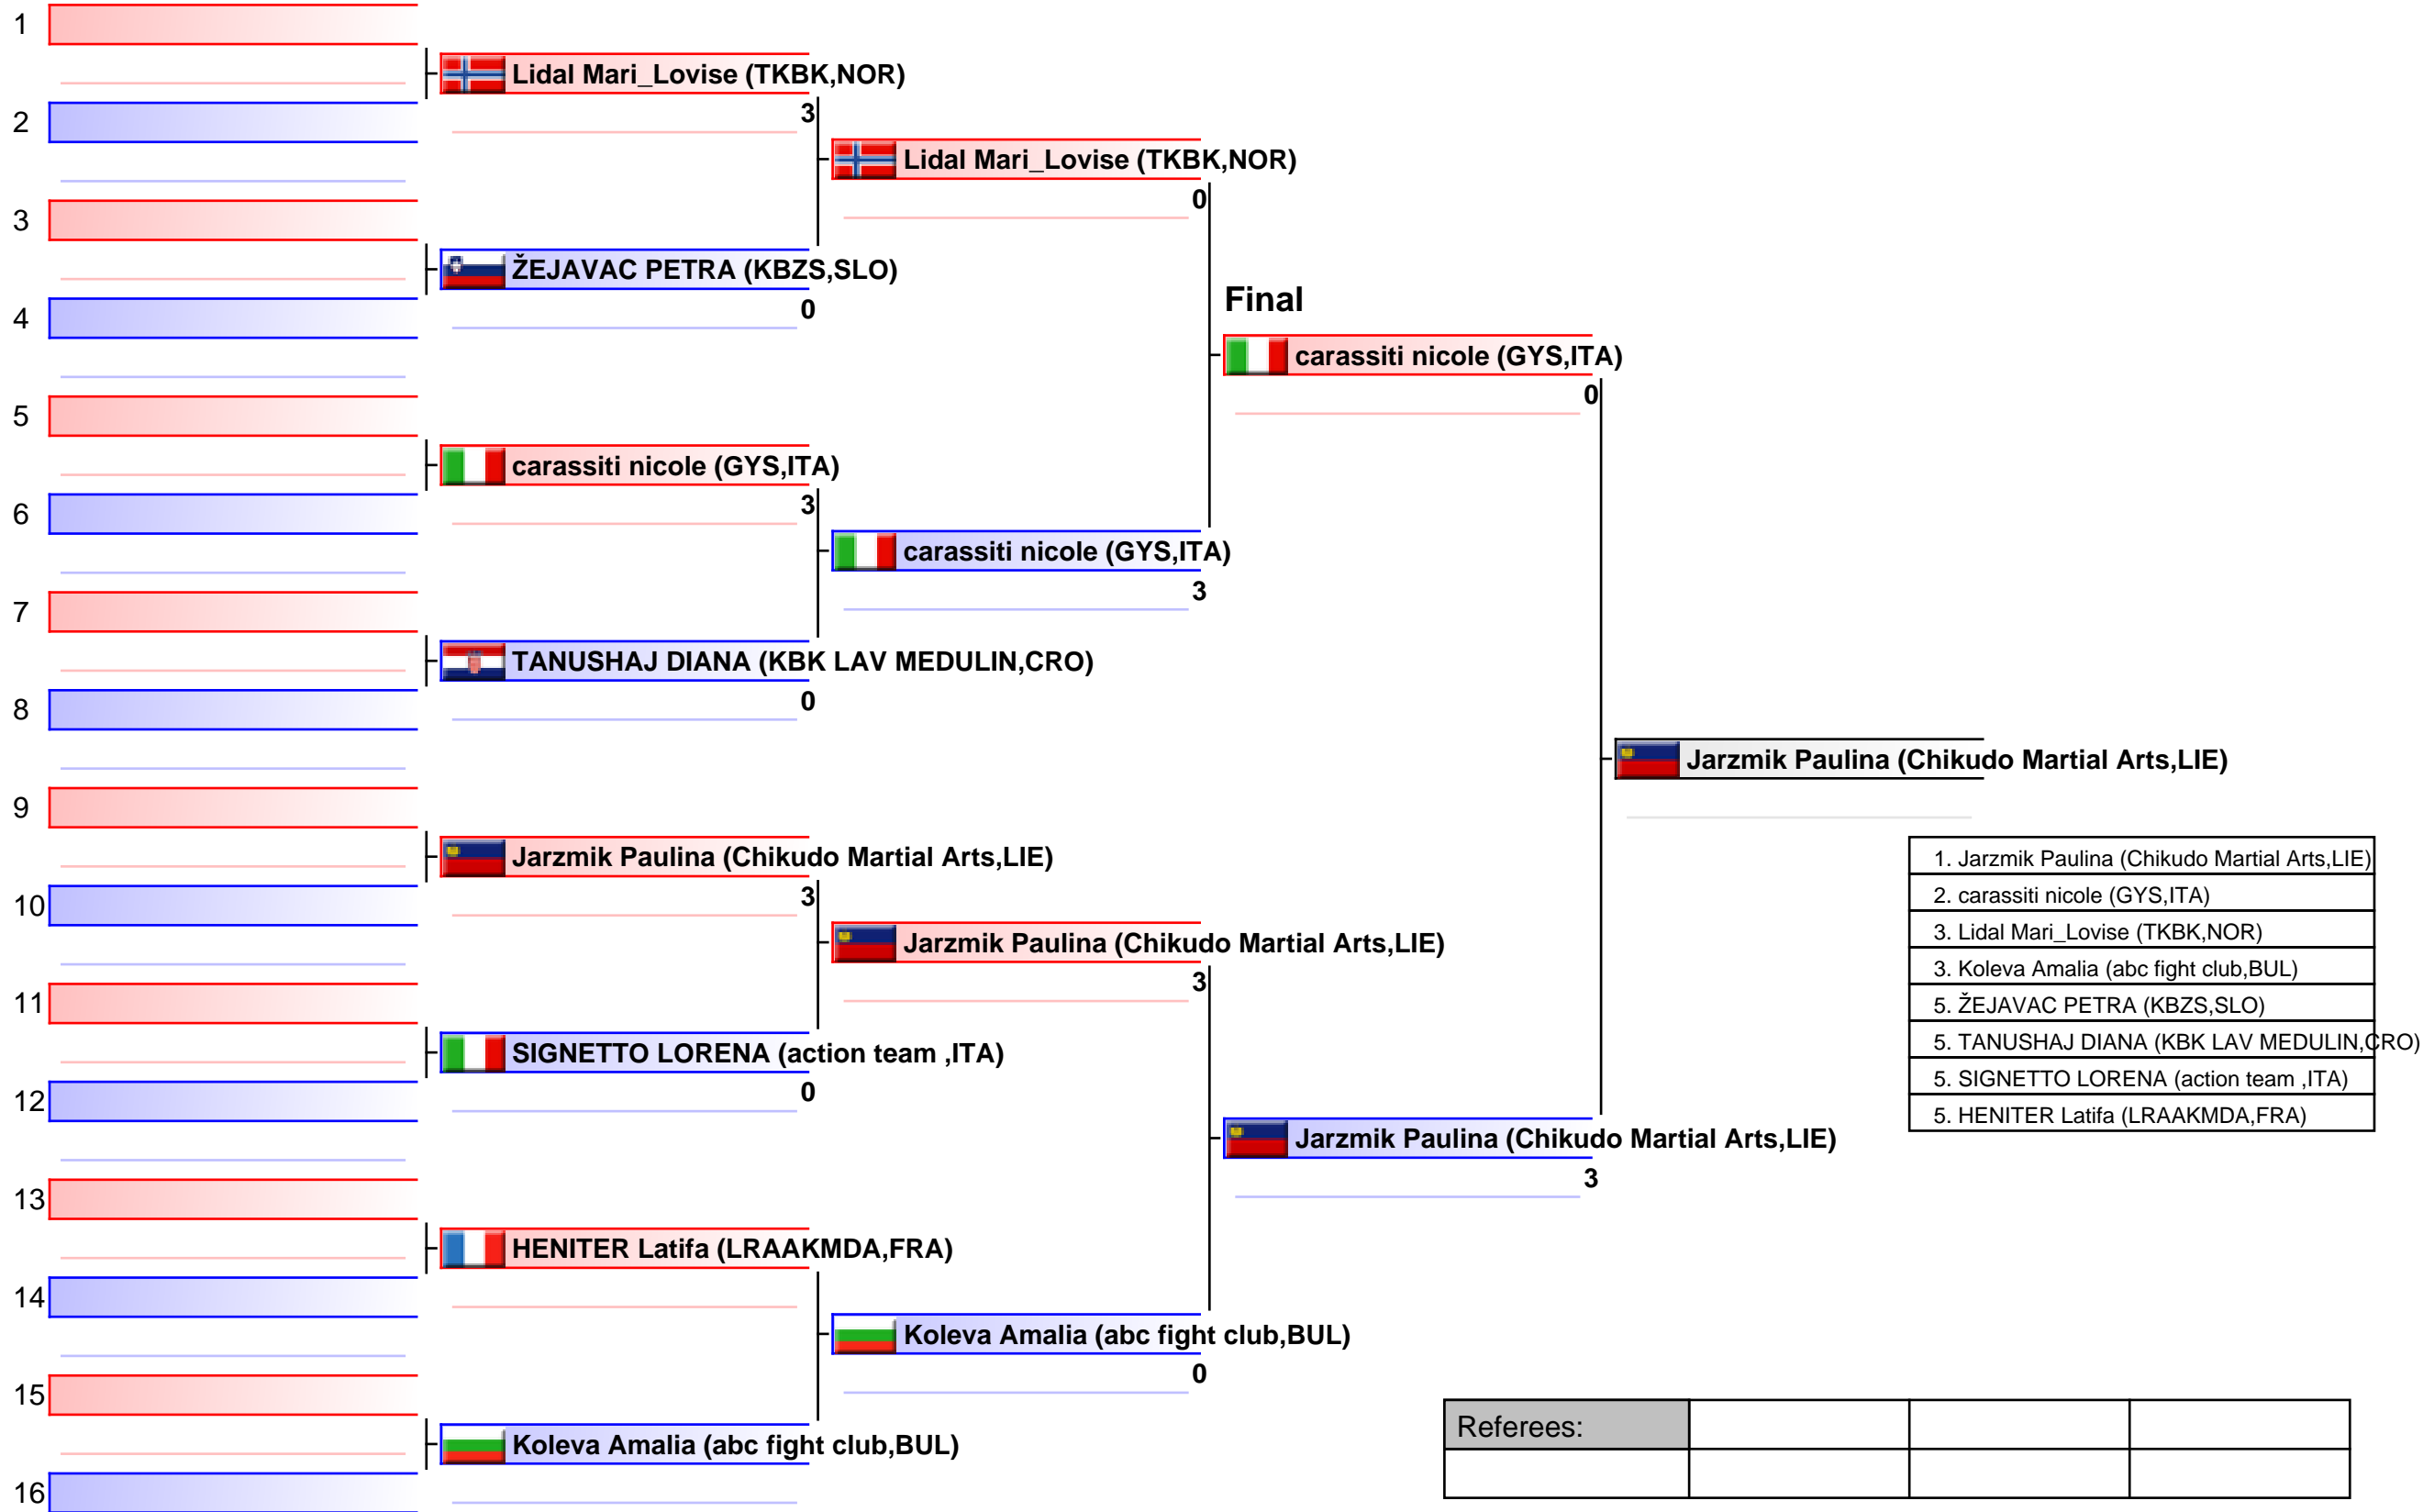 1
Lidal Mari_Lovise (TKBK,NOR)
3
2
Lidal Mari_Lovise (TKBK,NOR)
0
3
ŽEJAVAC PETRA (KBZS,SLO)
0
4
Final
carassiti nicole (GYS,ITA)
0
5
carassiti nicole (GYS,ITA)
3
6
carassiti nicole (GYS,ITA)
3
7
TANUSHAJ DIANA (KBK LAV MEDULIN,CRO)
0
8
Jarzmik Paulina (Chikudo Martial Arts,LIE)
9
Jarzmik Paulina (Chikudo Martial Arts,LIE)
3
10
Jarzmik Paulina (Chikudo Martial Arts,LIE)
3
11
SIGNETTO LORENA (action team ,ITA)
0
12
Jarzmik Paulina (Chikudo Martial Arts,LIE)
3
13
HENITER Latifa (LRAAKMDA,FRA)
14
Koleva Amalia (abc fight club,BUL)
0
15
Koleva Amalia (abc fight club,BUL)
16
1. Jarzmik Paulina (Chikudo Martial Arts,LIE)
2. carassiti nicole (GYS,ITA)
3. Lidal Mari_Lovise (TKBK,NOR)
3. Koleva Amalia (abc fight club,BUL)
5. ŽEJAVAC PETRA (KBZS,SLO)
5. TANUSHAJ DIANA (KBK LAV MEDULIN,CRO)
5. SIGNETTO LORENA (action team ,ITA)
5. HENITER Latifa (LRAAKMDA,FRA)
Referees: